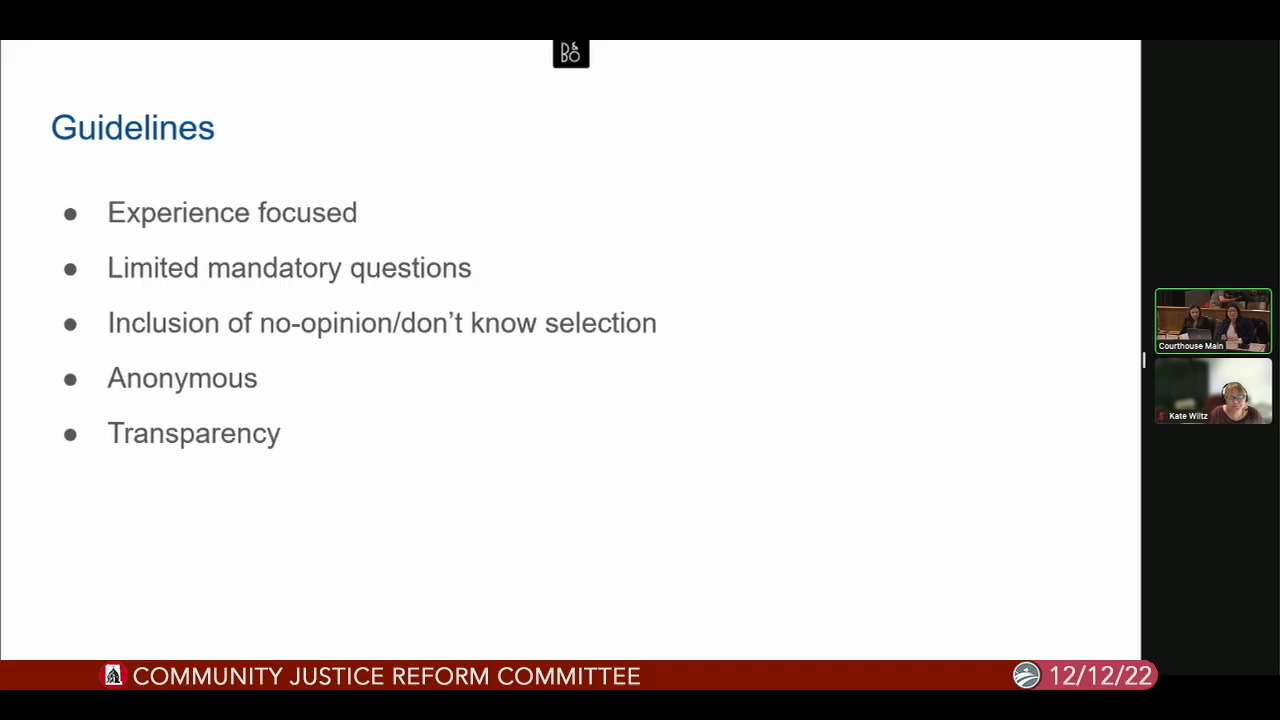 D&
BO
Guidelines
● Experience focused
● Limited mandatory questions
● Inclusion of no-opinion/don’t know selection
● Anonymous
● Transparency
Courthouse Main
Kate Wiltz
COMMUNITY JUSTICE REFORM COMMITTEE
12/12/22